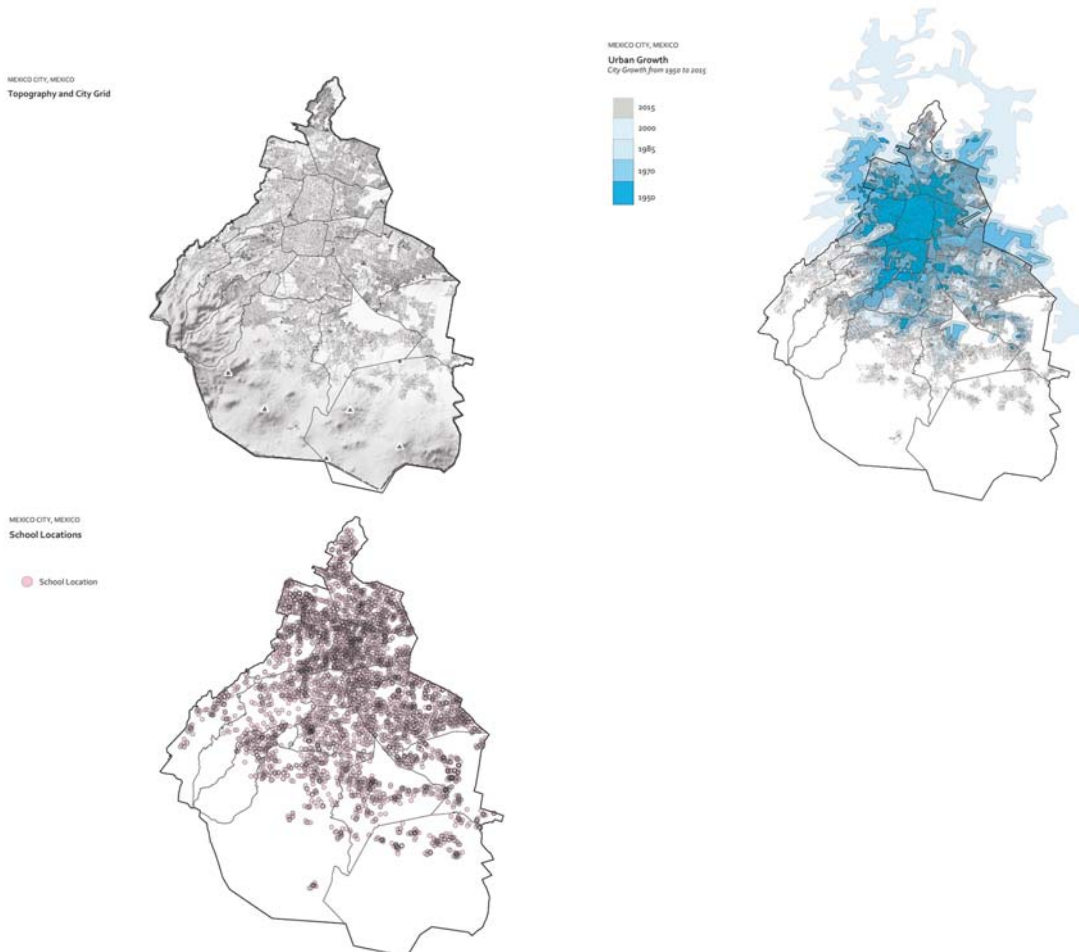 MEXICO CITY, MEXICO
Topography and City Grid
MEXICO CITY, MEXICO
Urban Growth
City Growth from 1950 to 2015
2015
2000
1985
1970
1950
MEXICO CITY, MEXICO
School Locations
School Location